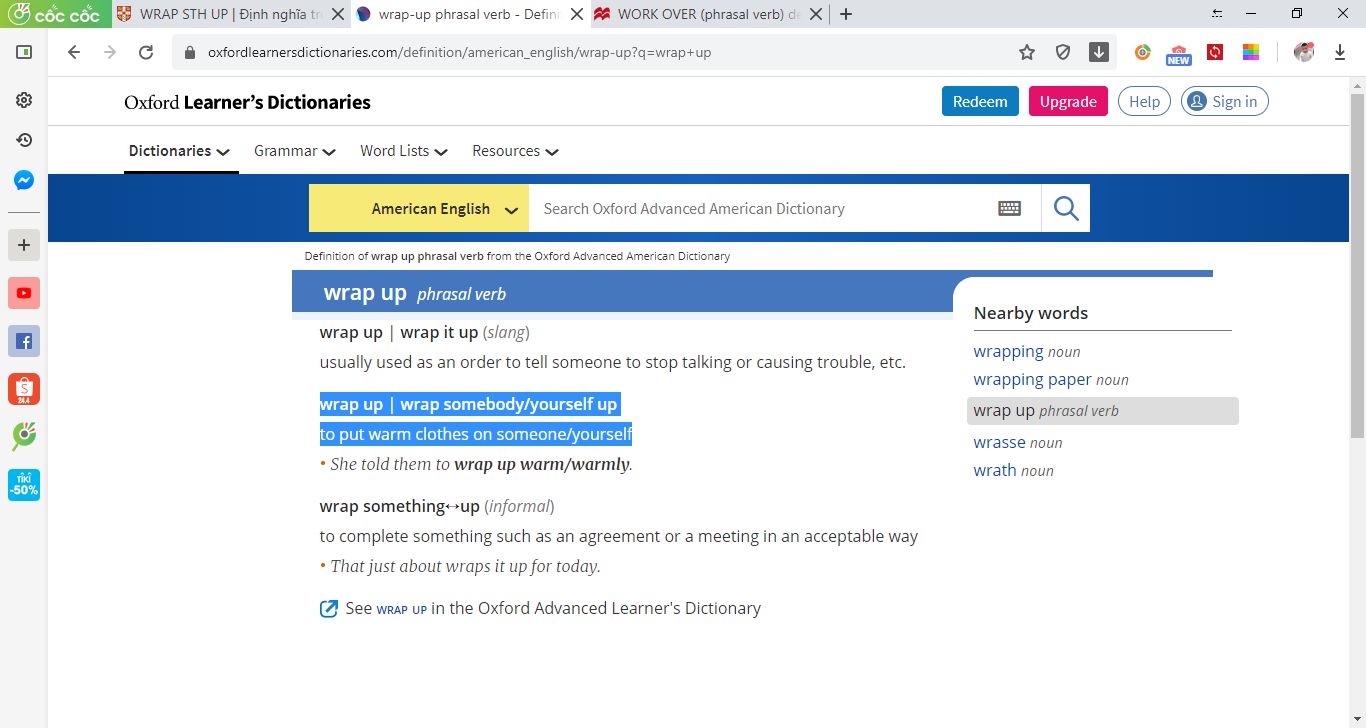 cốc cốc
WRAP STH UP | Định nghĩa tr
wrap-up phrasal verb - Defin
WORK OVER (phrasal verb) de
oxfordlearnersdictionaries.com/definition/american_english/wrap-up?q=wrap+up
NEW
Oxford Learner's Dictionaries
Redeem
Upgrade
Help
Sign in
Dictionaries
Grammar
Word Lists
Resources
American English
Search Oxford Advanced American Dictionary
Definition of wrap up phrasal verb from the Oxford Advanced American Dictionary
wrap up phrasal verb
wrap up | wrap it up (slang)
usually used as an order to tell someone to stop talking or causing trouble, etc.
wrap up | wrap somebody/yourself up
to put warm clothes on someone/yourself
• She told them to wrap up warm/warmly.
wrap something↔up (informal)
to complete something such as an agreement or a meeting in an acceptable way
• That just about wraps it up for today.
See WRAP UP in the Oxford Advanced Learner's Dictionary
Nearby words
wrapping noun
wrapping paper noun
wrap up phrasal verb
wrasse noun
wrath noun
S
24.4
TIKI
-50%